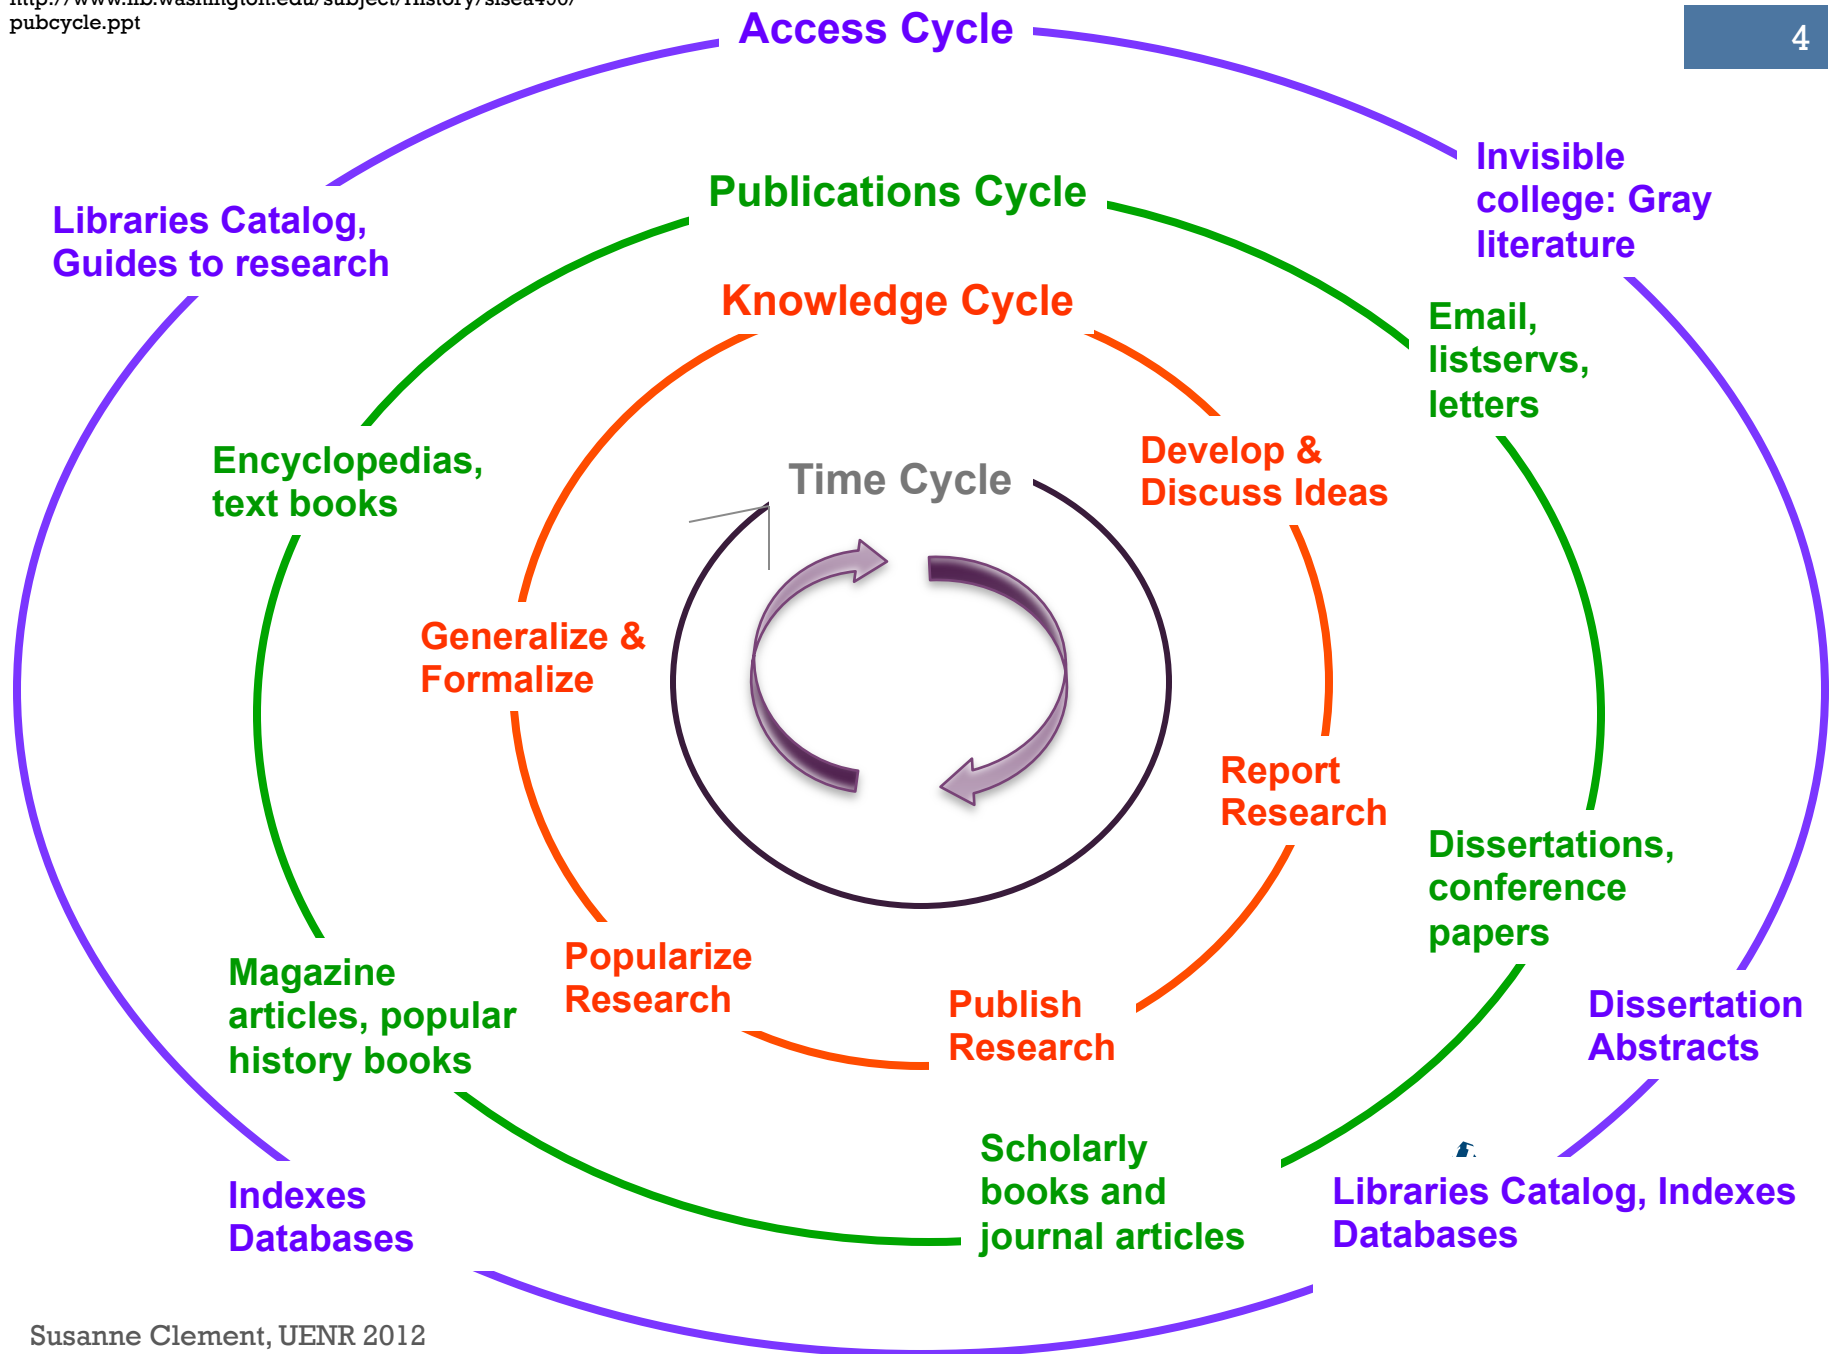 pubcycle.ppt
4
Access Cycle
Invisible
college: Gray
literature
Publications Cycle
Libraries Catalog,
Guides to research
Knowledge Cycle
Email,
listservs,
letters
Develop &
Discuss Ideas
Encyclopedias,
text books
Time Cycle
Generalize &
Formalize
Report
Research
Dissertations,
conference
papers
Popularize
Research
Magazine
articles, popular
history books
Publish
Research
Dissertation
Abstracts
Scholarly
books and
journal articles
Libraries Catalog, Indexes
Databases
Indexes
Databases
Susanne Clement, UENR 2012